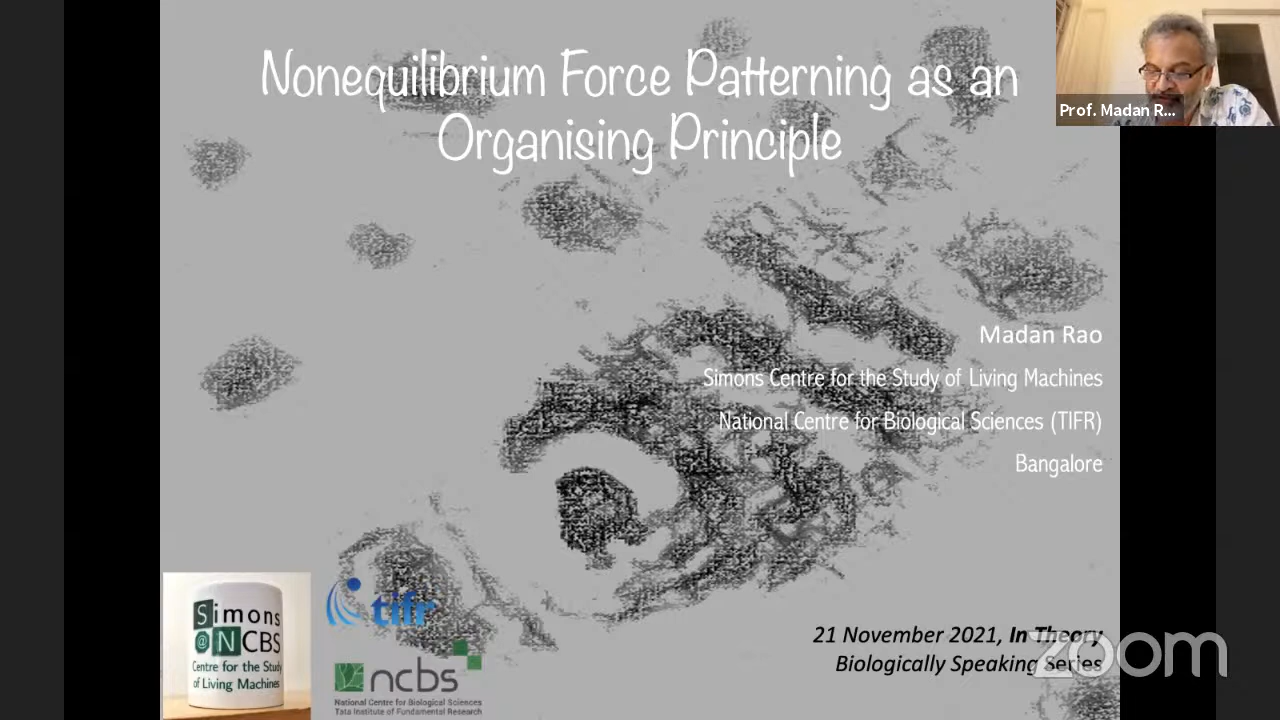 Nonequilibrium Force Patterning as an
Organising Principle
Prof. Madan R...
Madan Rao
Simons Centre for the Study of Living Machines
National Centre for Biological Sciences (TIFR)
Bangalore
Simons
@NCBS
Centre for the Study
of Living Machines
tifr
ncbs
National Centre for Biological Sciences
Tata Institute of Fundamental Research
21 November 2021, In Theory
Biologically Speaking Series
zoom